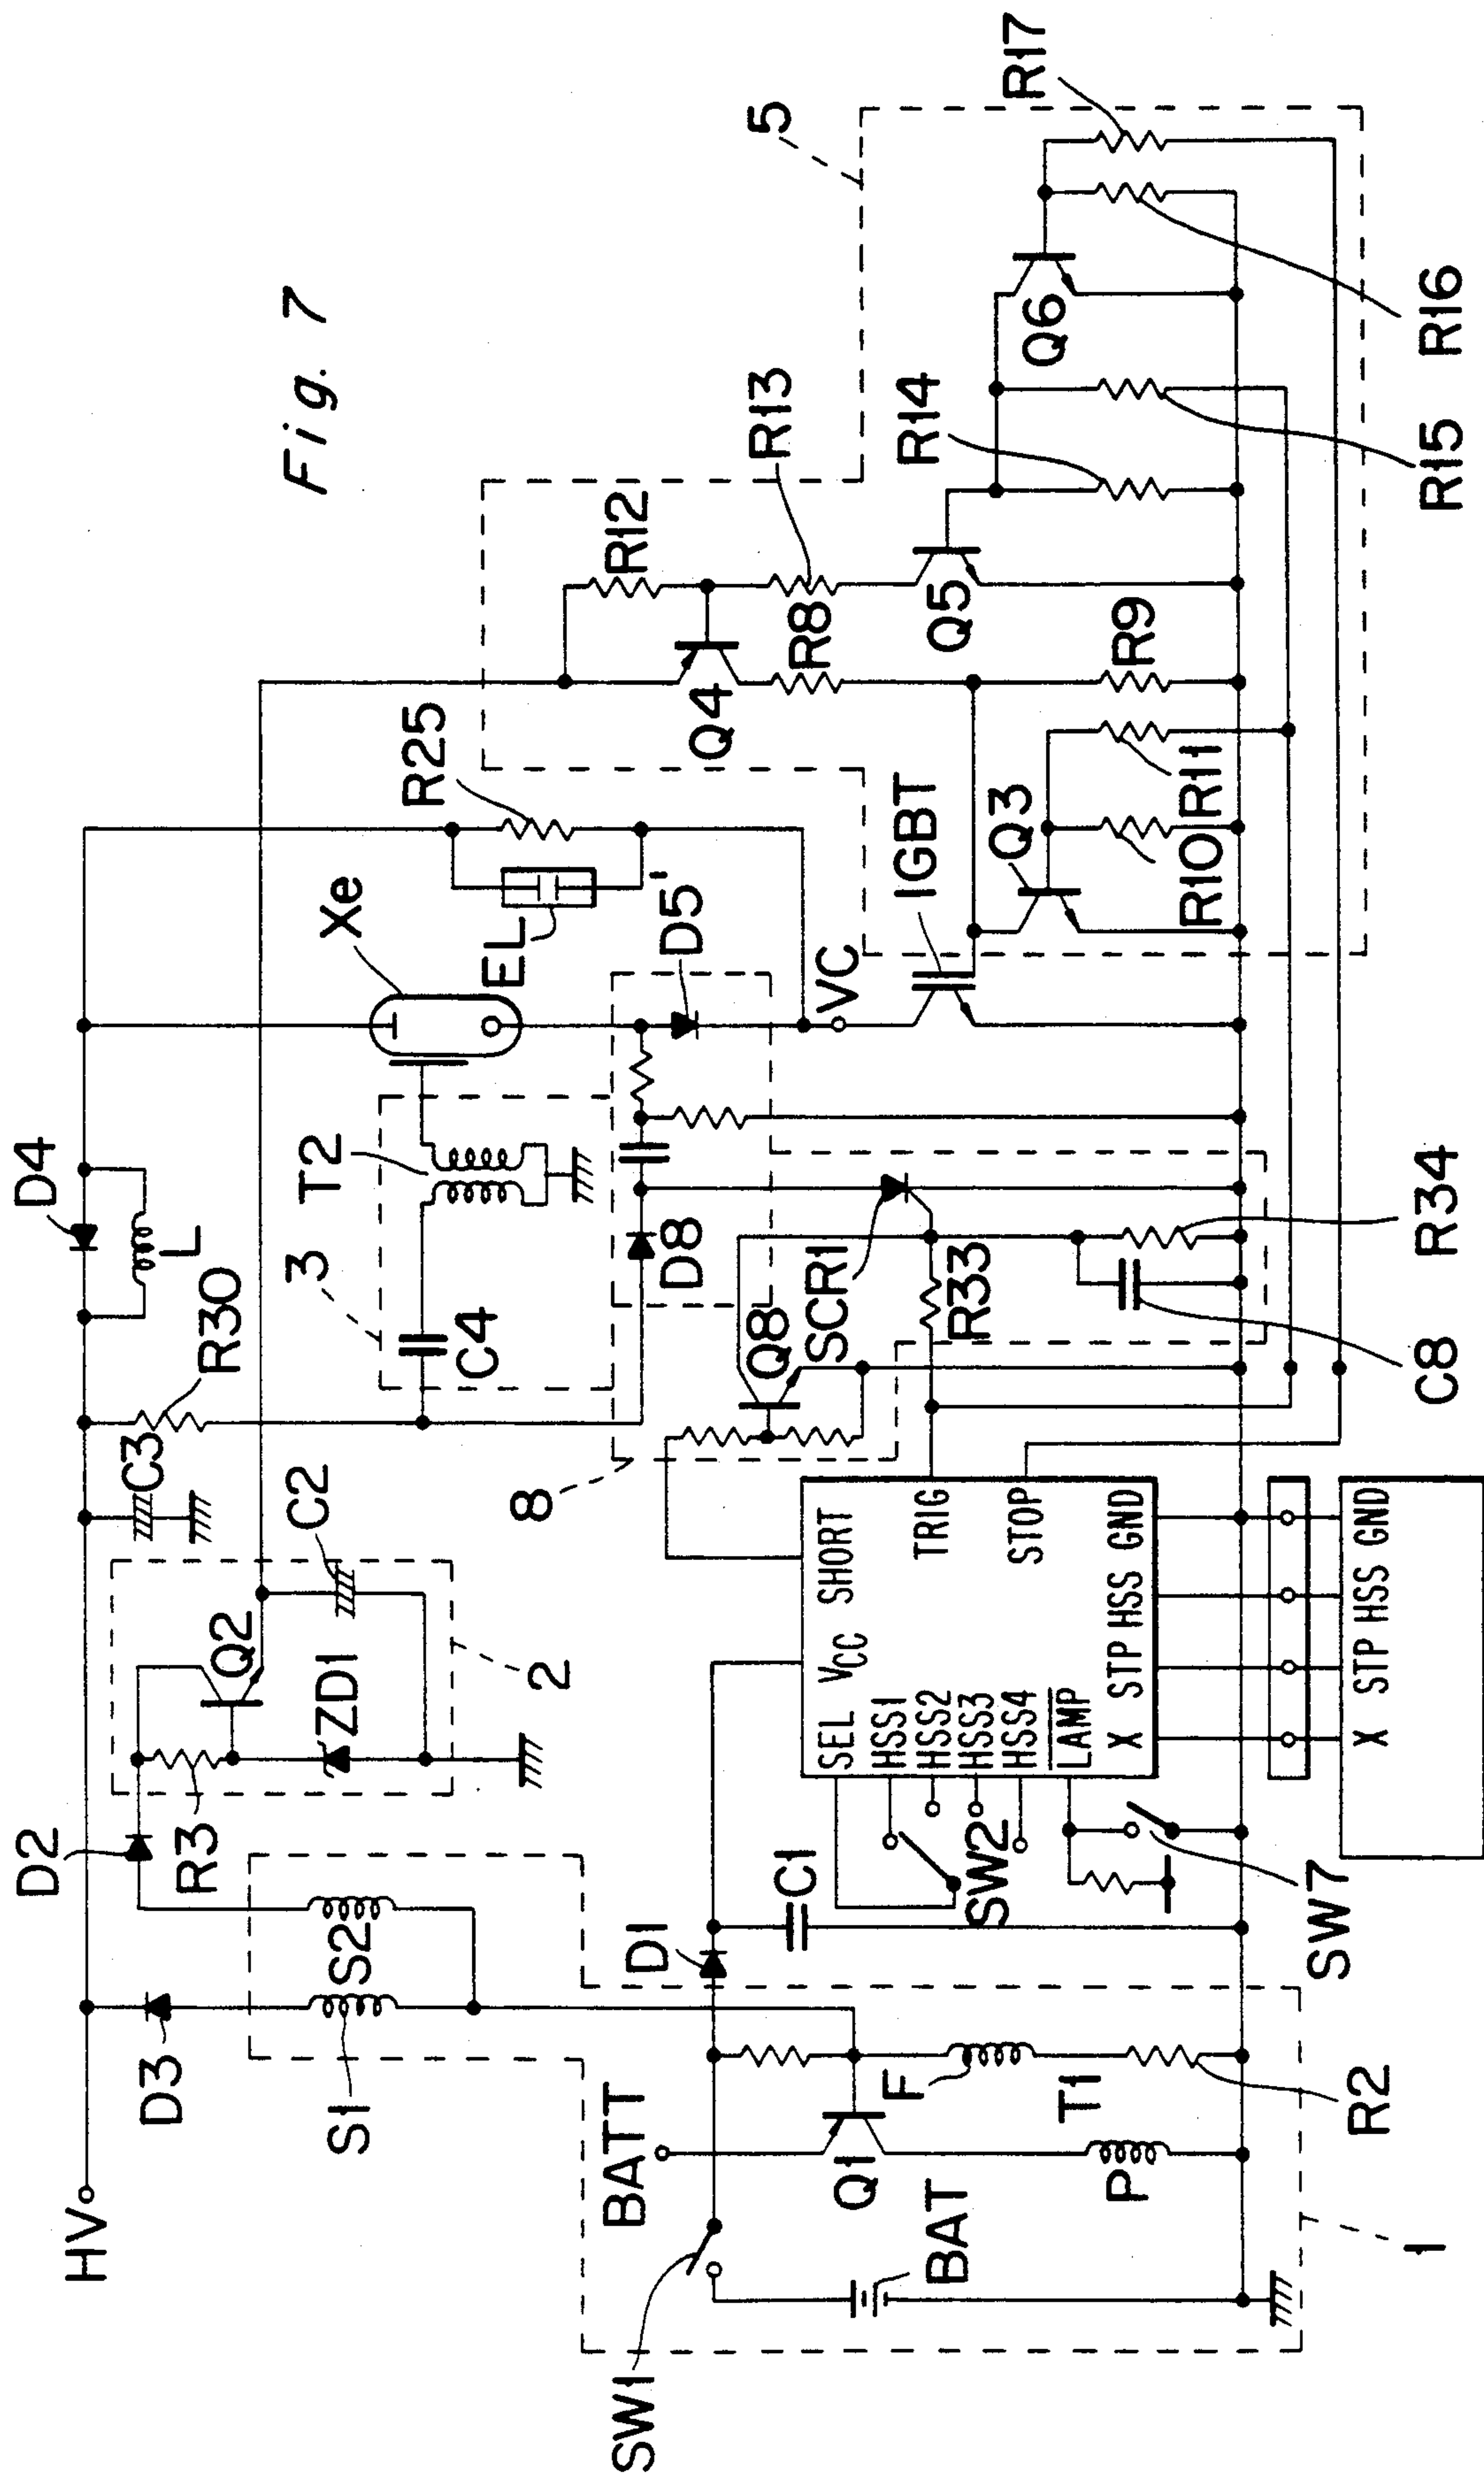 Fig. 7
HV
D3
D2
R3
ZD1
Q2
C2
2
C3
R30
D4
L
3
T2
C4
Xe
EL
R25
D5
VC
IGBT
D8
8
Q8
SCR1
R33
R34
C8
5
R12
R13
Q4
R8
Q5
R14
Q6
R17
R16
R15
R9
Q3
R10
R11
S1
S2
D1
C1
BATT
SW1
BAT
Q1
F
T1
P
R2
1
SW2
SW7
SEL VCC SHORT
HSS1
HSS2
HSS3
HSS4
LAMP
TRIG
STOP
X STP HSS GND
X STP HSS GND